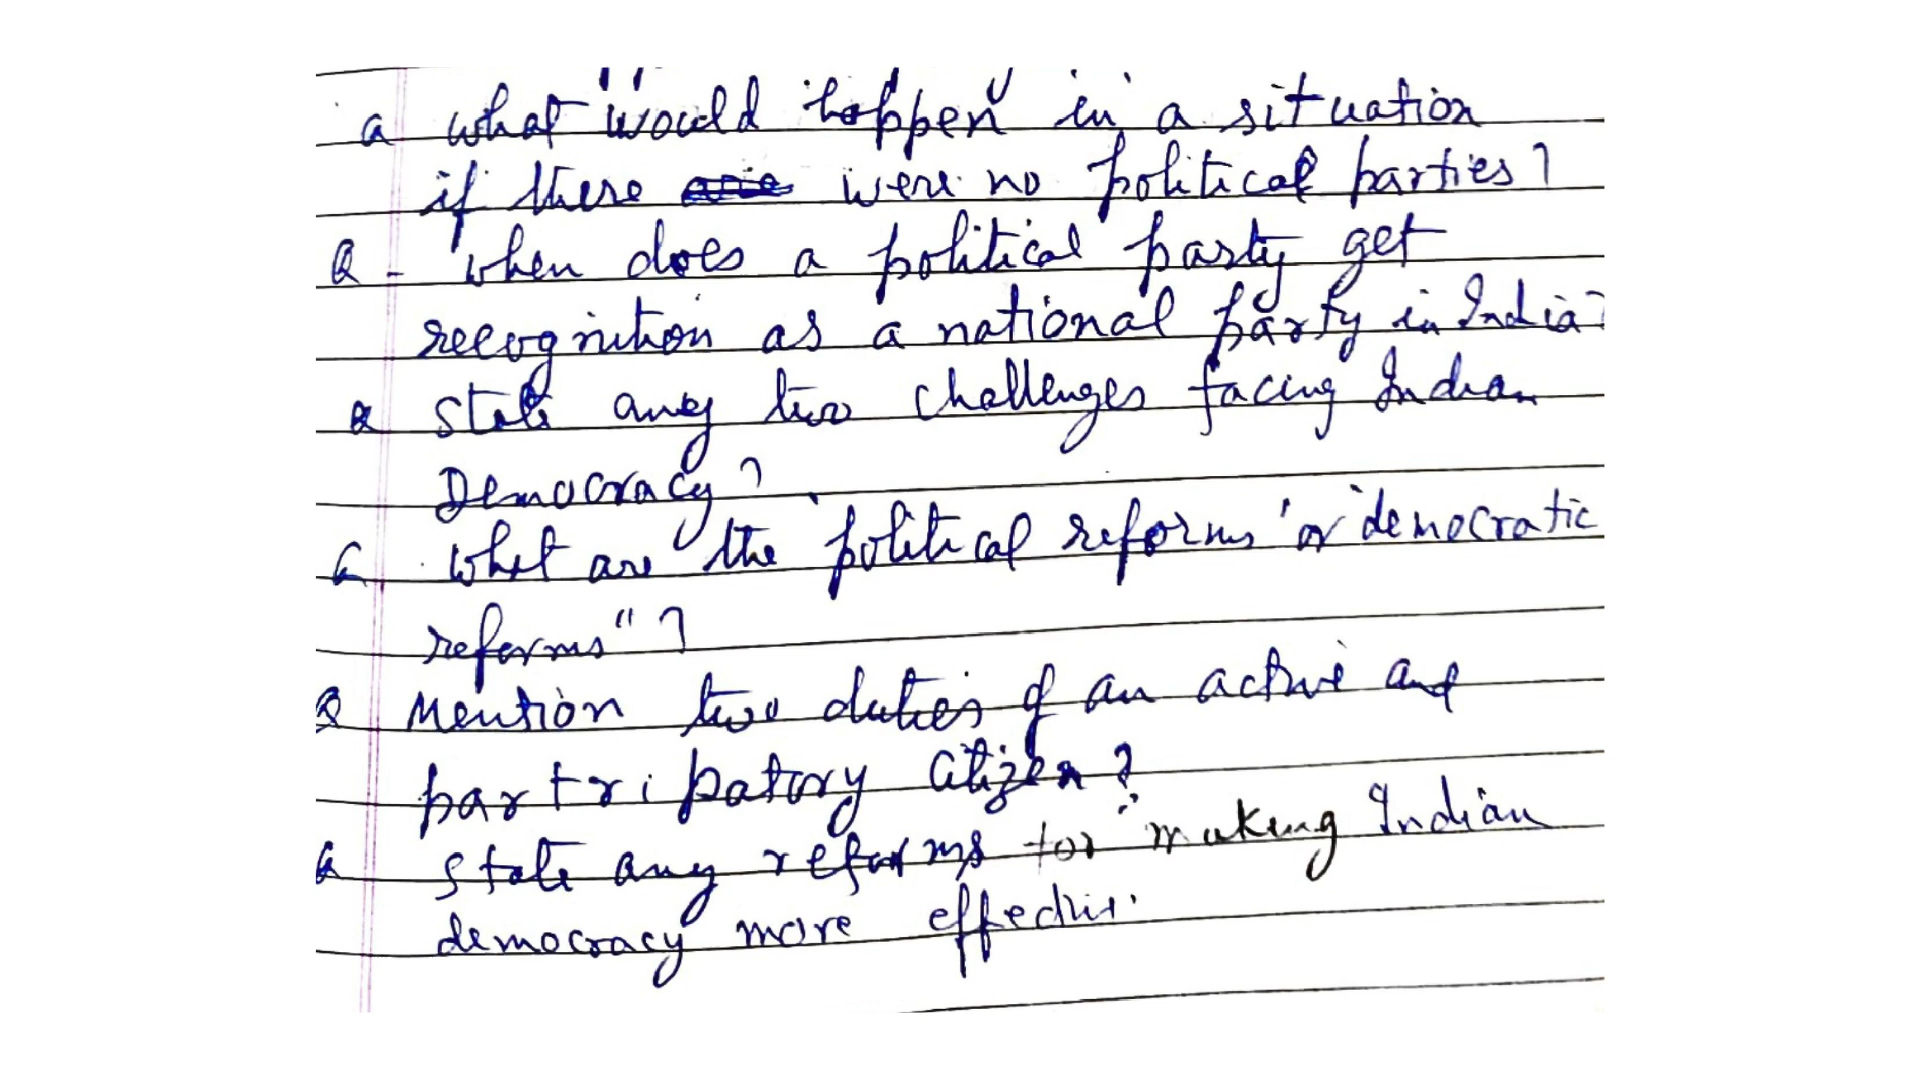 Q what would happen in a situation
if there were no political parties?
Q - when does a political party get
recognition as a national party in India?
Q State any two challenges facing Indian
Democracy?
Q What are the 'political reforms' or "democratic
reforms"?
Q Mention two duties of an active and
partripatory citizen?
Q State any reforms for making Indian
democracy more effective.